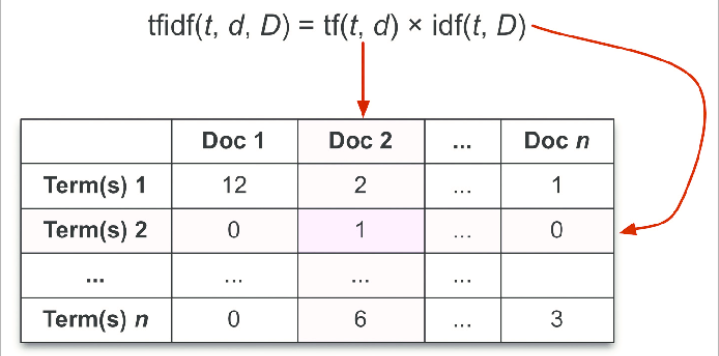 tfidf(t, d, D) = tf(t, d) × idf(t, D)
Doc 1 Doc 2 ... Doc n
Term(s) 1 12 2 ... 1
Term(s) 2 0 1 ... 0
... ... ... ...
Term(s) n 0 6 ... 3